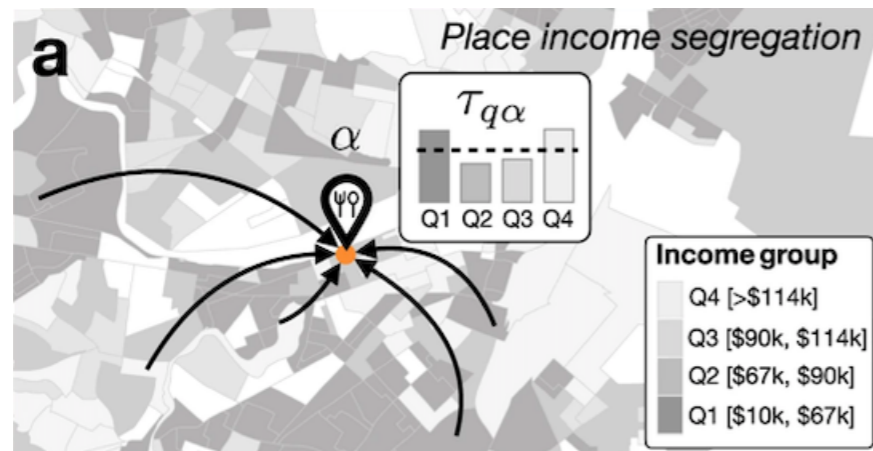 a
Place income segregation
τqα
α
Q1 Q2 Q3 Q4
Income group
Q4 [>$114k]
Q3 [$90k, $114k]
Q2 [$67k, $90k]
Q1 [$10k, $67k]